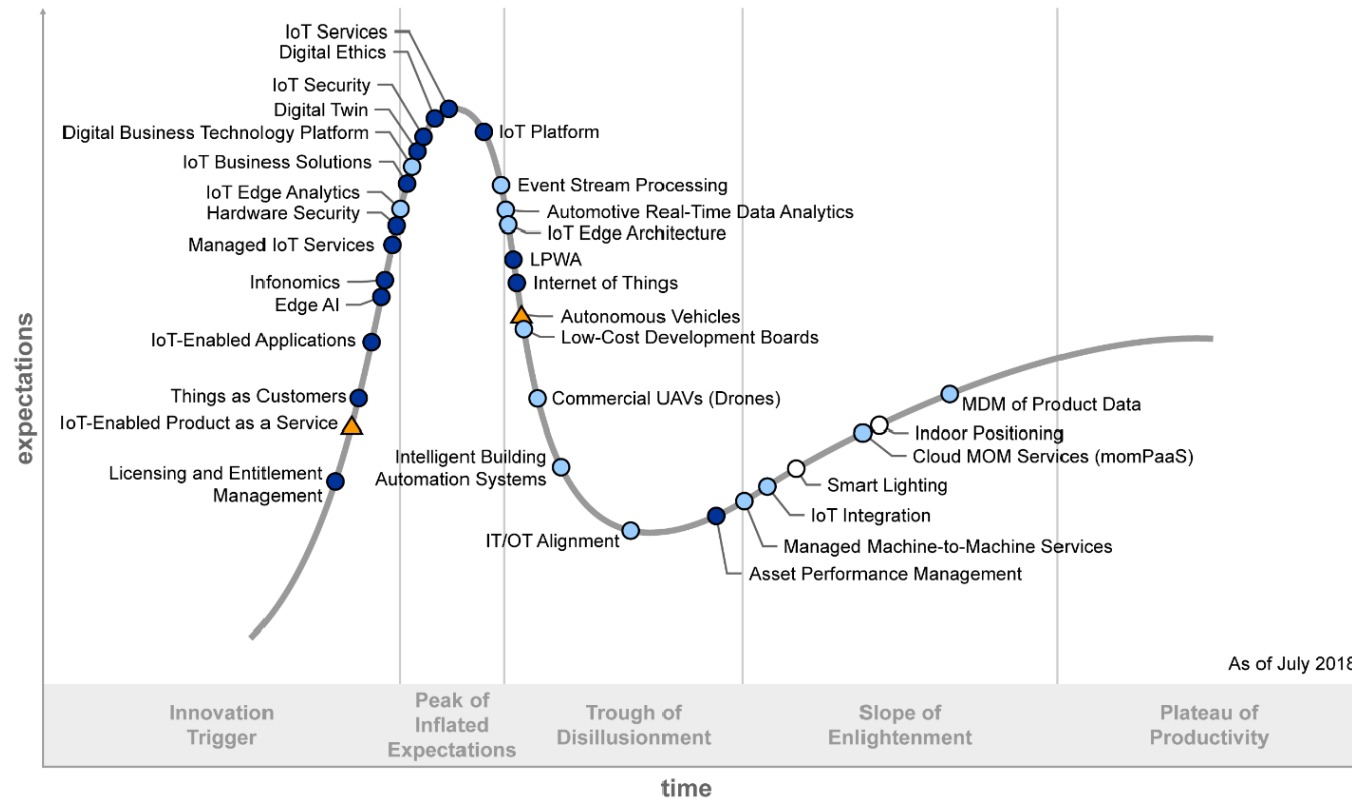 IoT Services
Digital Ethics
IoT Security
Digital Twin
Digital Business Technology Platform
IoT Business Solutions
IoT Edge Analytics
Hardware Security
Managed IoT Services
Infonomics
Edge AI
IoT-Enabled Applications
Things as Customers
IoT-Enabled Product as a Service
Licensing and Entitlement
Management
IoT Platform
Event Stream Processing
Automotive Real-Time Data Analytics
IoT Edge Architecture
LPWA
Internet of Things
Autonomous Vehicles
Low-Cost Development Boards
Commercial UAVs (Drones)
Intelligent Building
Automation Systems
IT/OT Alignment
MDM of Product Data
Indoor Positioning
Cloud MOM Services (momPaaS)
Smart Lighting
IoT Integration
Managed Machine-to-Machine Services
Asset Performance Management
expectations
As of July 2018
Innovation
Trigger
Peak of
Inflated
Expectations
Trough of
Disillusionment
Slope of
Enlightenment
Plateau of
Productivity
time